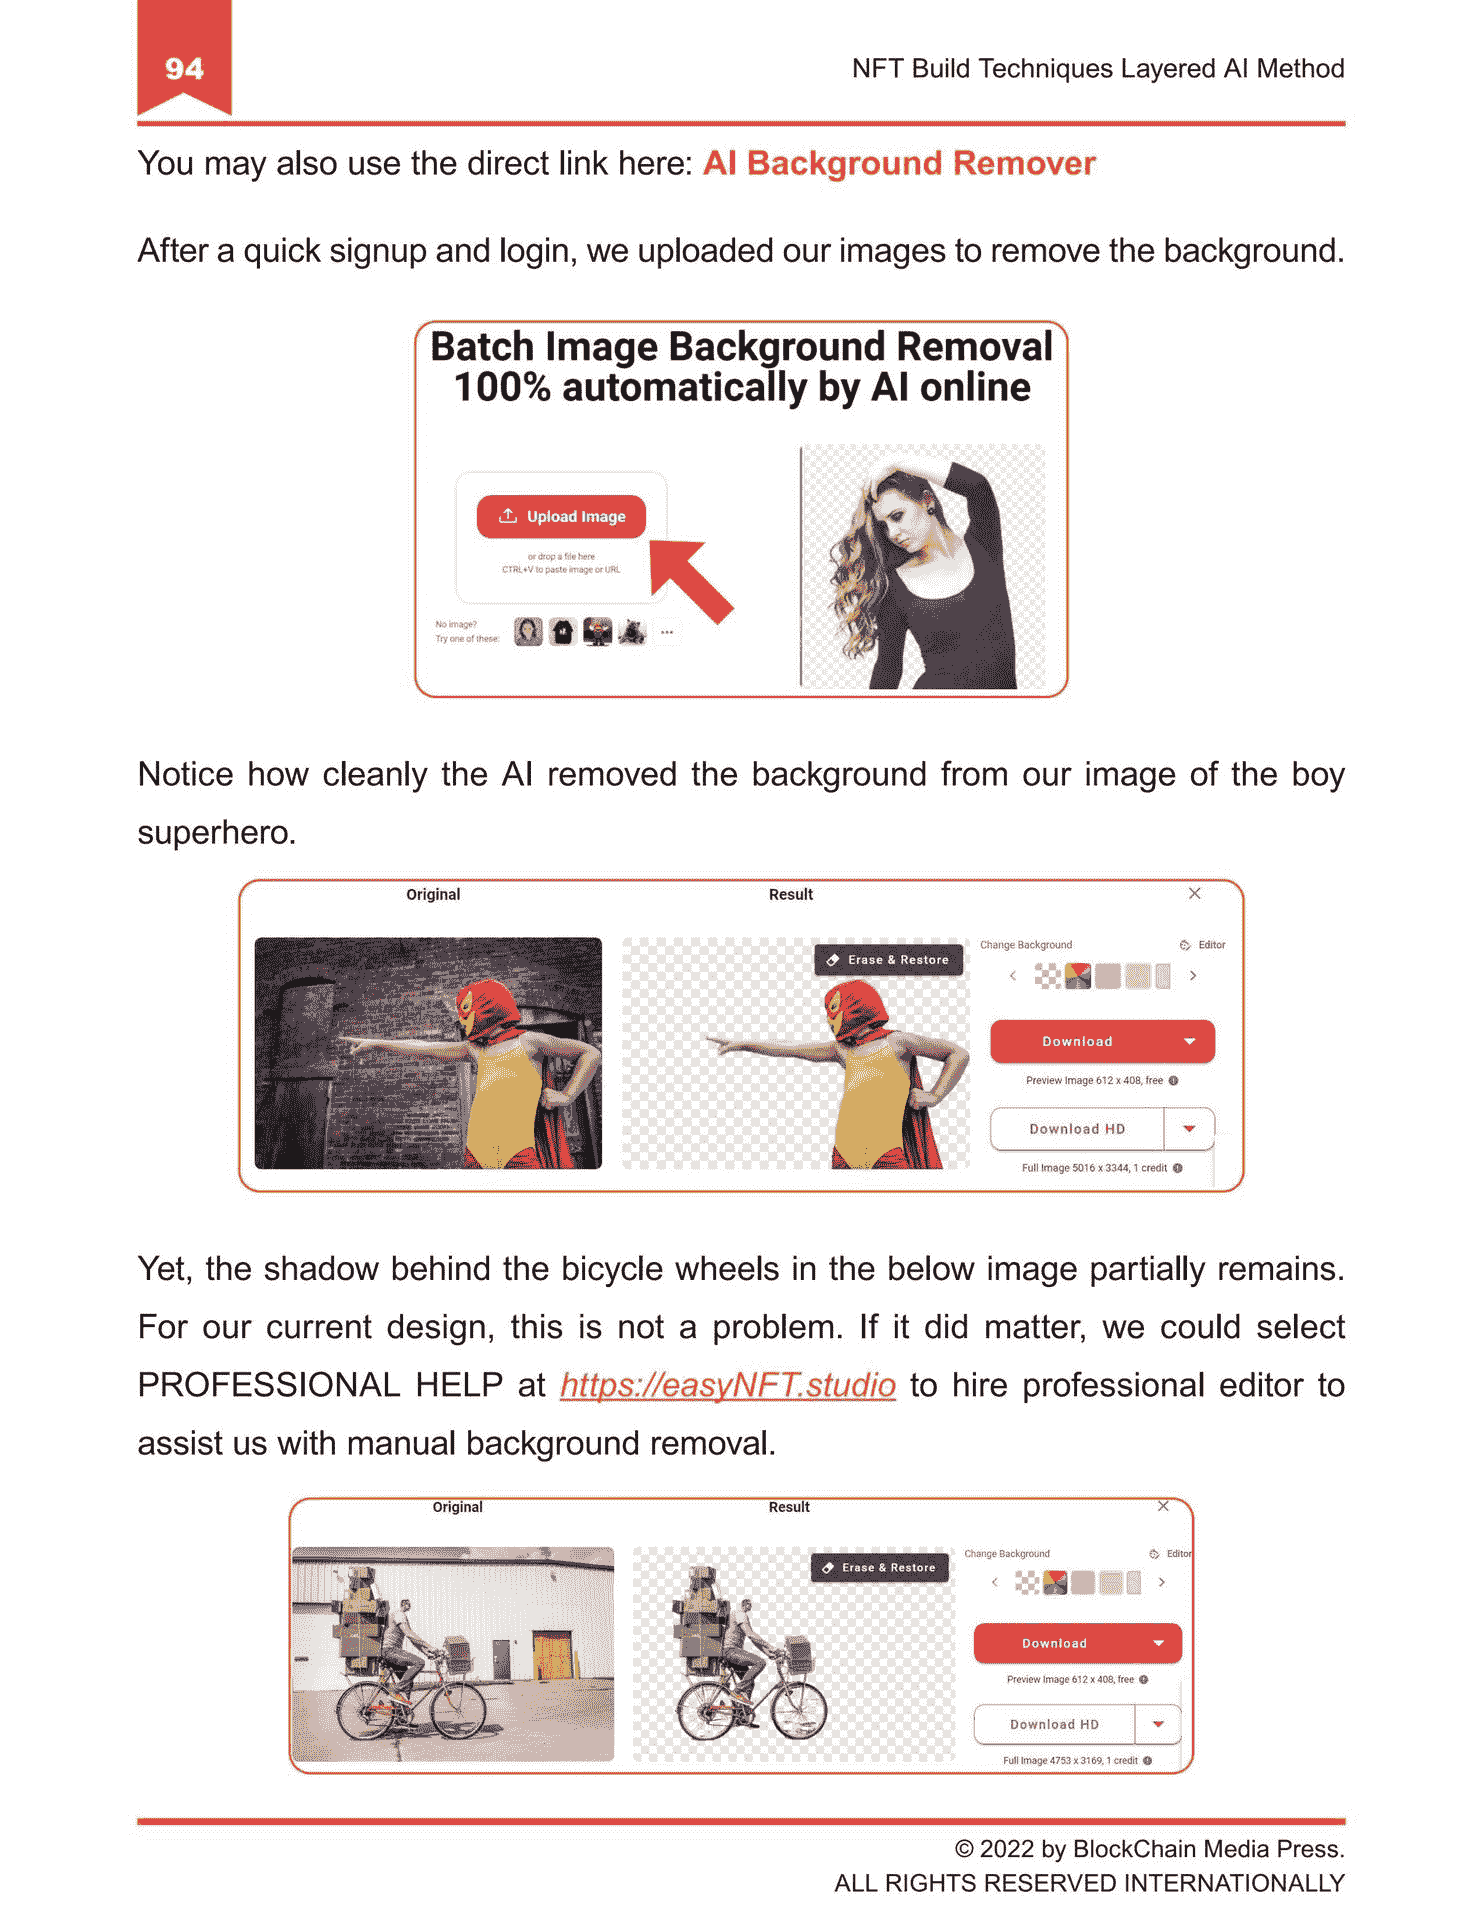 94
NFT Build Techniques Layered AI Method
You may also use the direct link here: AI Background Remover
After a quick signup and login, we uploaded our images to remove the background.
Batch Image Background Removal
100% automatically by AI online
Upload Image
or drop a file here
CTRL+V to paste image or URL
No image?
Try one of these:
Notice how cleanly the AI removed the background from our image of the boy
superhero.
Original
Result
Erase & Restore
Change Background
Editor
Download
Preview Image 612 x 408, free
Download HD
Full Image 5016 x 3344, 1 credit
Yet, the shadow behind the bicycle wheels in the below image partially remains.
For our current design, this is not a problem. If it did matter, we could select
PROFESSIONAL HELP at https://easyNFT.studio to hire professional editor to
assist us with manual background removal.
Original
Result
Erase & Restore
Change Background
Editor
Download
Preview Image 612 x 408, free
Download HD
Full Image 4753 x 3169, 1 credit
© 2022 by BlockChain Media Press.
ALL RIGHTS RESERVED INTERNATIONALLY